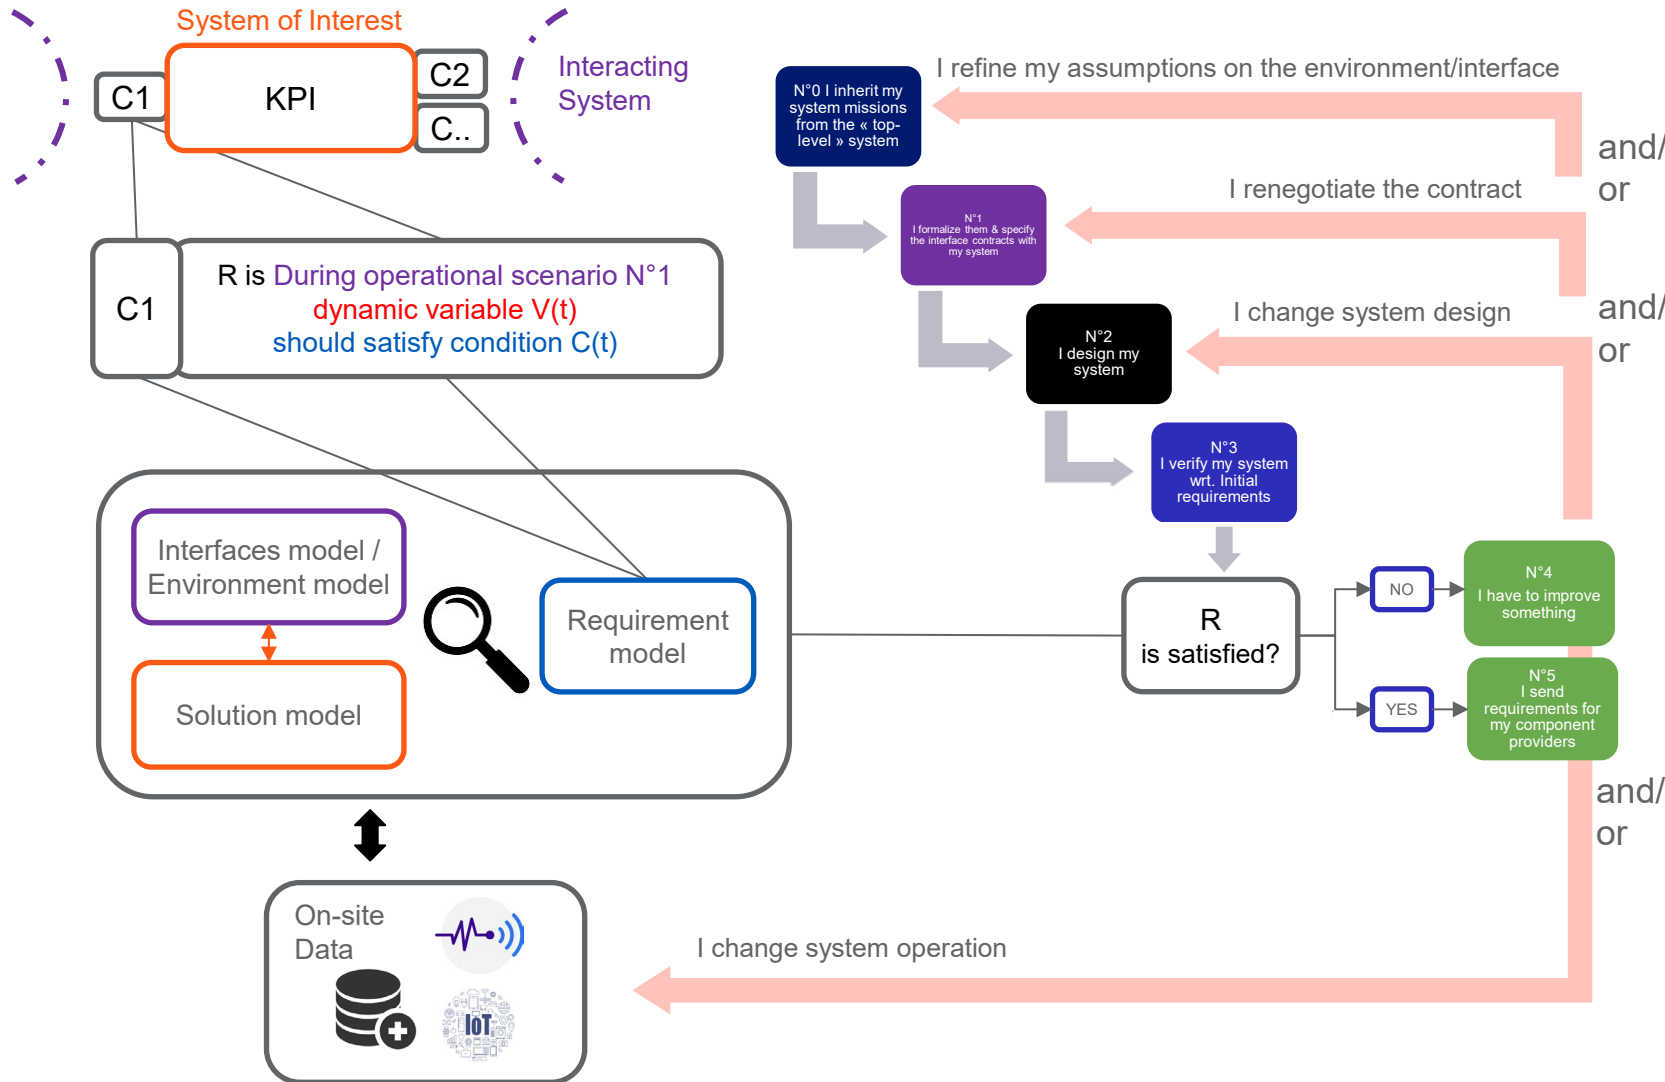 System of Interest
C1
KPI
C2
C..
Interacting
System
C1
R is During operational scenario N°1
dynamic variable V(t)
should satisfy condition C(t)
Interfaces model /
Environment model
Solution model
Requirement
model
On-site
Data
IoT
I refine my assumptions on the environment/interface
N°0 I inherit my
system missions
from the « top-
level » system
and/
or
I renegotiate the contract
N°1
I formalize them & specify
the interface contracts with
my system
and/
or
I change system design
N°2
I design my
system
N°3
I verify my system
wrt. Initial
requirements
R
is satisfied?
NO
N°4
I have to improve
something
YES
N°5
I send
requirements for
my component
providers
and/
or
I change system operation